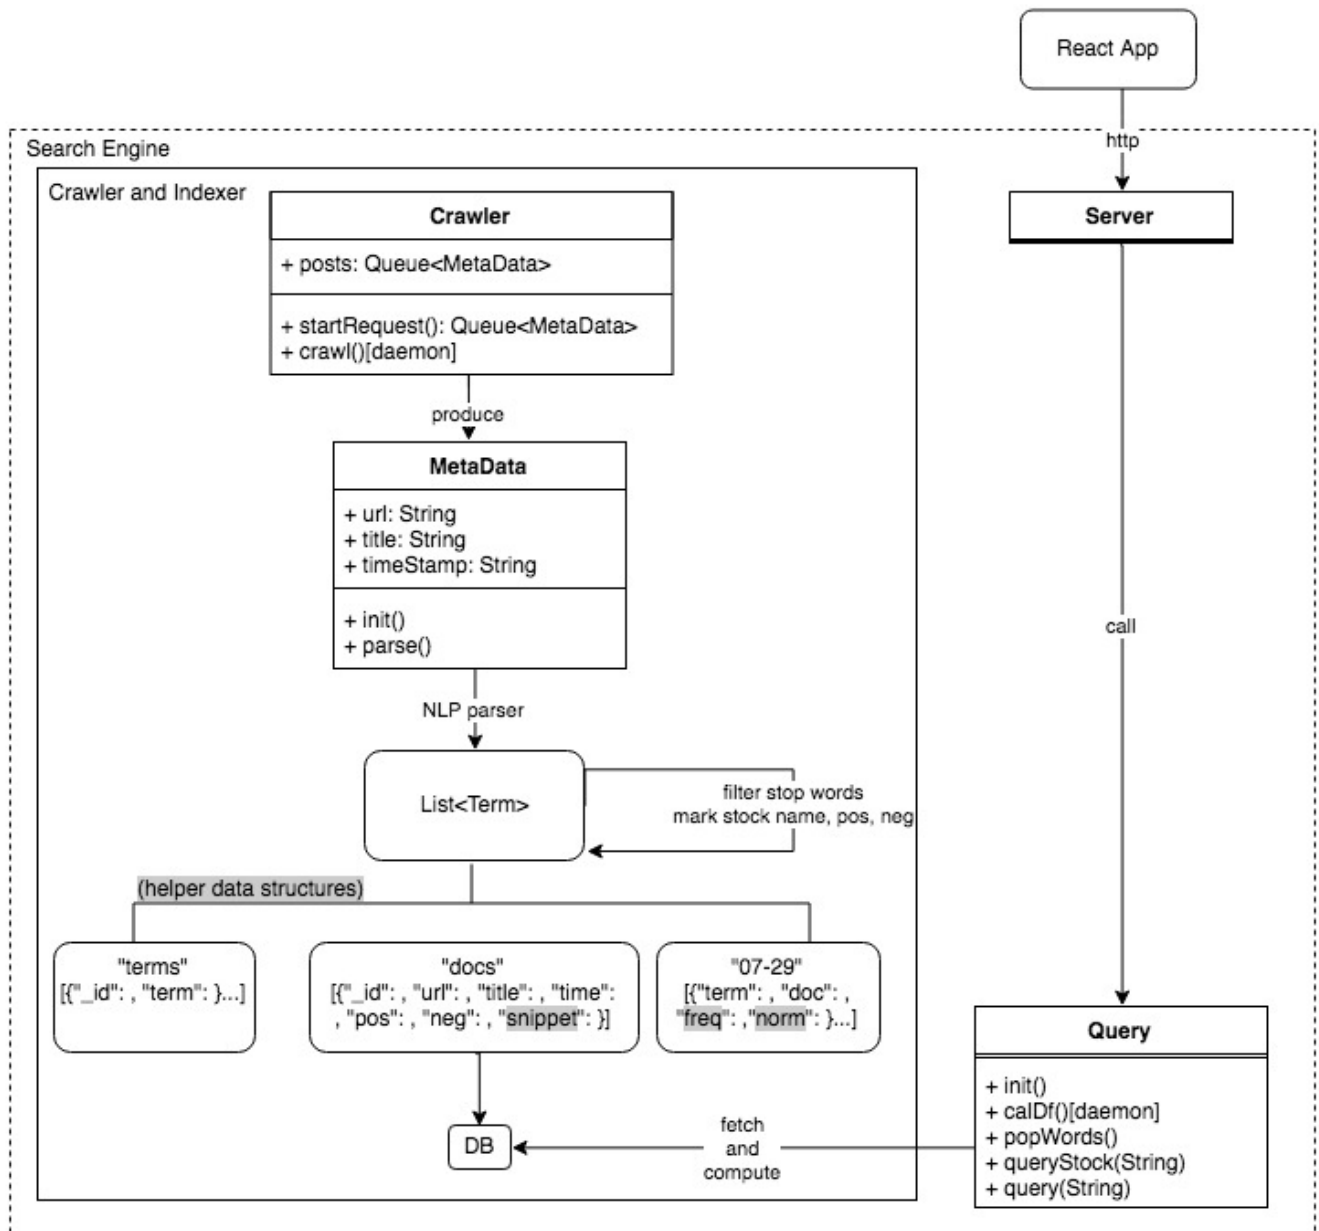 React App
http
Search Engine
Crawler and Indexer
Crawler
+ posts: Queue<MetaData>
+ startRequest(): Queue<MetaData>
+ crawl()[daemon]
Server
produce
MetaData
+ url: String
+ title: String
+ timeStamp: String
+ init()
+ parse()
call
NLP parser
List<Term>
filter stop words
mark stock name, pos, neg
(helper data structures)
"terms"
[{"_id": , "term": }...]
"docs"
[{"_id": , "url": , "title": , "time":
, "pos": , "neg": , "snippet": }]
"07-29"
[{"term": , "doc": ,
"freq": ,"norm": }...]
Query
+ init()
+ calDf()[daemon]
+ popWords()
+ queryStock(String)
+ query(String)
fetch
and
compute
DB